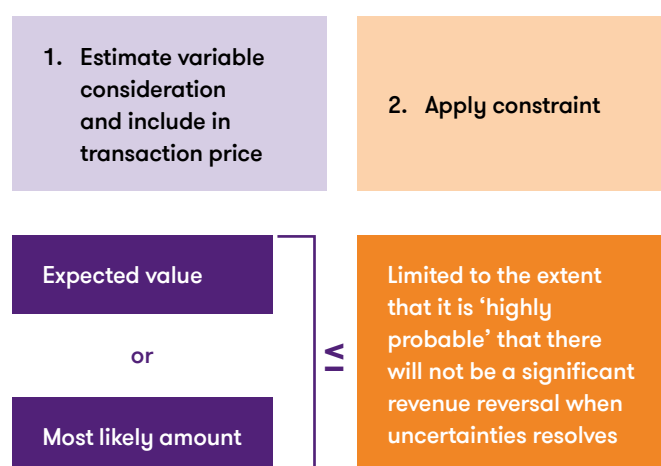 1. Estimate variable
consideration
and include in
transaction price
2. Apply constraint
Expected value
or
Most likely amount
≤
Limited to the extent
that it is ‘highly
probable’ that there
will not be a significant
revenue reversal when
uncertainties resolves